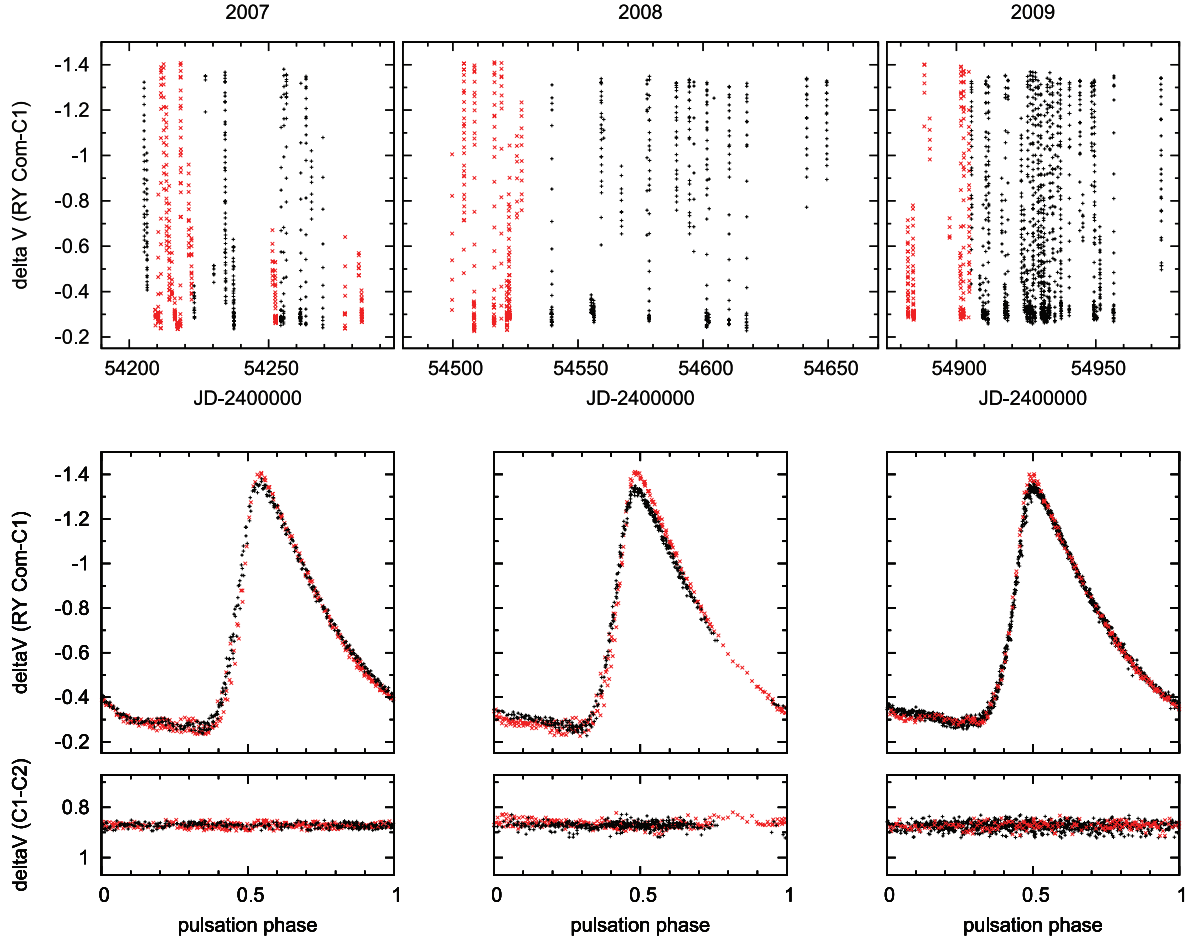 2007 2008 2009
delta V (RY Com-C1)
-1.4
-1.2
-1
-0.8
-0.6
-0.4
-0.2
54200 54250 54500 54550 54600 54650 54900 54950
JD-2400000 JD-2400000 JD-2400000
deltaV (RY Com-C1)
-1.4
-1.2
-1
-0.8
-0.6
-0.4
-0.2
deltaV (C1-C2)
0.8
1
0 0.5 1 0 0.5 1 0 0.5 1
pulsation phase pulsation phase pulsation phase